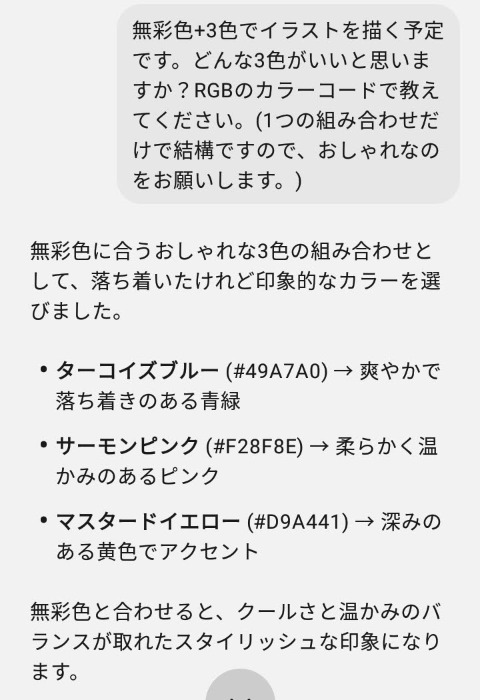 無彩色+3色でイラストを描く予定
です。どんな3色がいいと思いま
すか？RGBのカラーコードで教え
てください。(1つの組み合わせだ
けで結構ですので、おしゃれなの
をお願いします。)
無彩色に合うおしゃれな3色の組み合わせと
して、落ち着いたけれど印象的なカラーを選
びました。
• ターコイズブルー (#49A7A0) → 爽やかで
落ち着きのある青緑
• サーモンピンク (#F28F8E) → 柔らかく温
かみのあるピンク
• マスタードイエロー (#D9A441) → 深みの
ある黄色でアクセント
無彩色と合わせると、クールさと温かみのバ
ランスが取れたスタイリッシュな印象になり
ます。